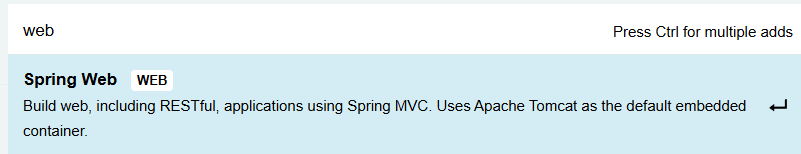 web Press Ctrl for multiple adds
Spring Web WEB
Build web, including RESTful, applications using Spring MVC. Uses Apache Tomcat as the default embedded
container.